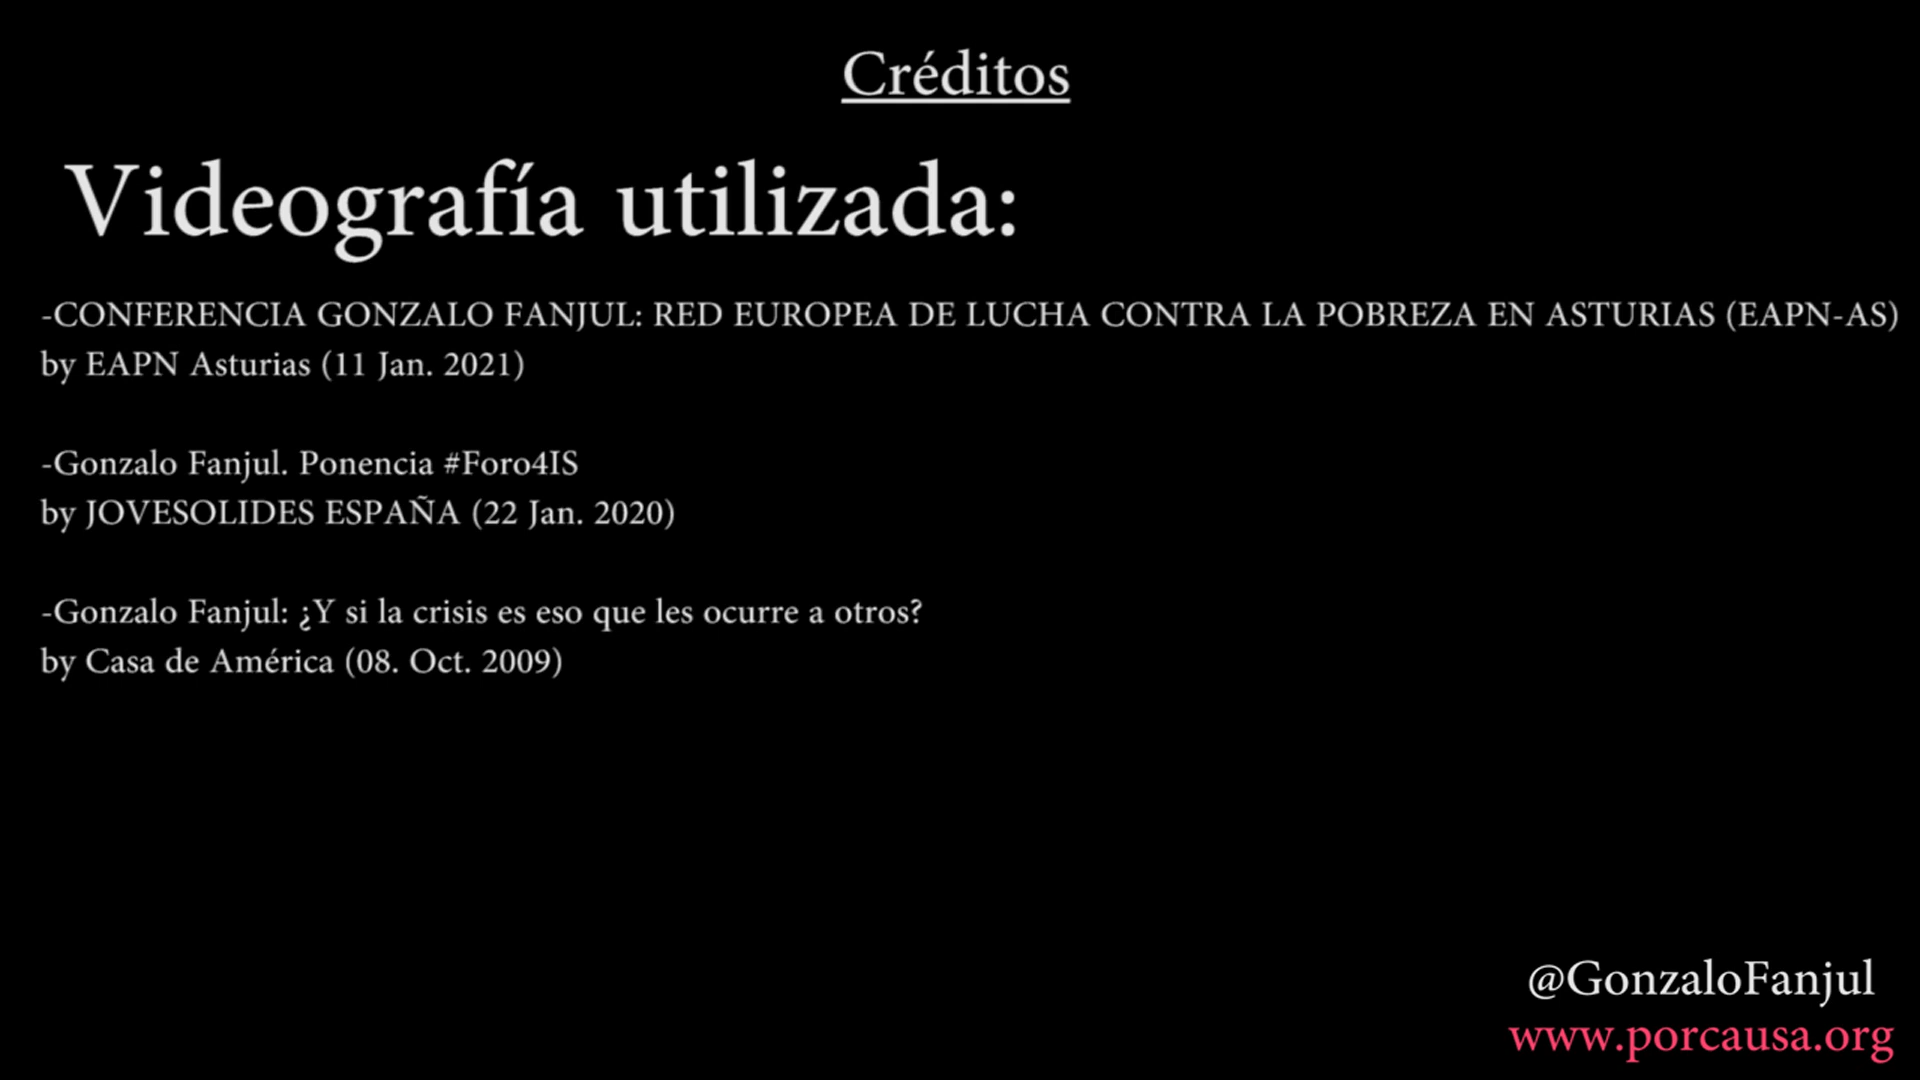 Créditos
Videografía utilizada:
-CONFERENCIA GONZALO FANJUL: RED EUROPEA DE LUCHA CONTRA LA POBREZA EN ASTURIAS (EAPN-AS)
by EAPN Asturias (11 Jan. 2021)
-Gonzalo Fanjul. Ponencia #Foro4IS
by JOVESOLIDES ESPAÑA (22 Jan. 2020)
-Gonzalo Fanjul: ¿Y si la crisis es eso que les ocurre a otros?
by Casa de América (08. Oct. 2009)
@GonzaloFanjul
www.porcausa.org